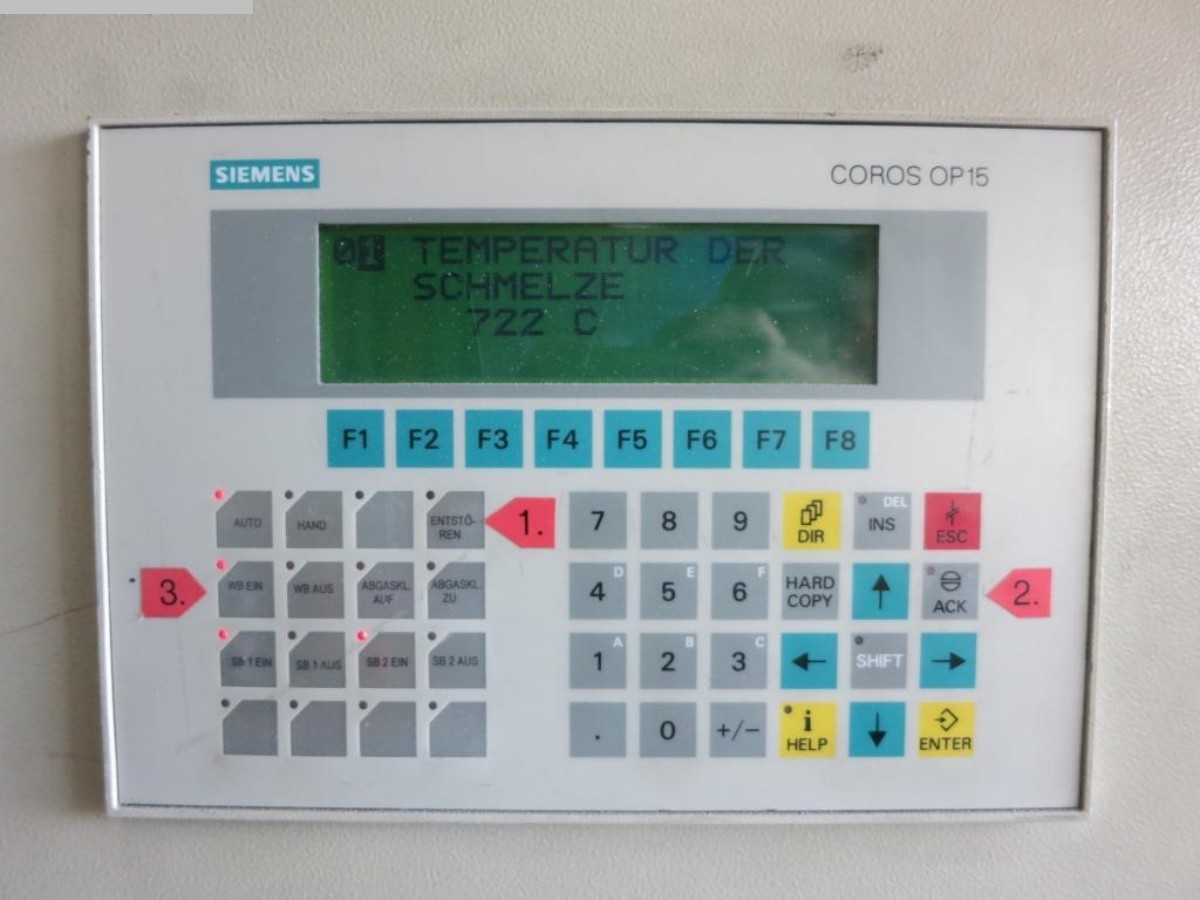 SIEMENS
COROS OP15
01 TEMPERATUR DER
SCHMELZE
722 C
F1 F2 F3 F4 F5 F6 F7 F8
AUTO
HAND
ENTSTÖ-
REN
1.
7 8 9
DIR
DEL
INS
ESC
3.
WB EIN
WB AUS
ABGASKL.
AUF
ABGASKL.
ZU
D
4
E
5
F
6
HARD
COPY
ACK
2.
SB 1 EIN
SB 1 AUS
SB 2 EIN
SB 2 AUS
A
1
B
2
C
3
SHIFT
. 0 +/−
i
HELP
ENTER